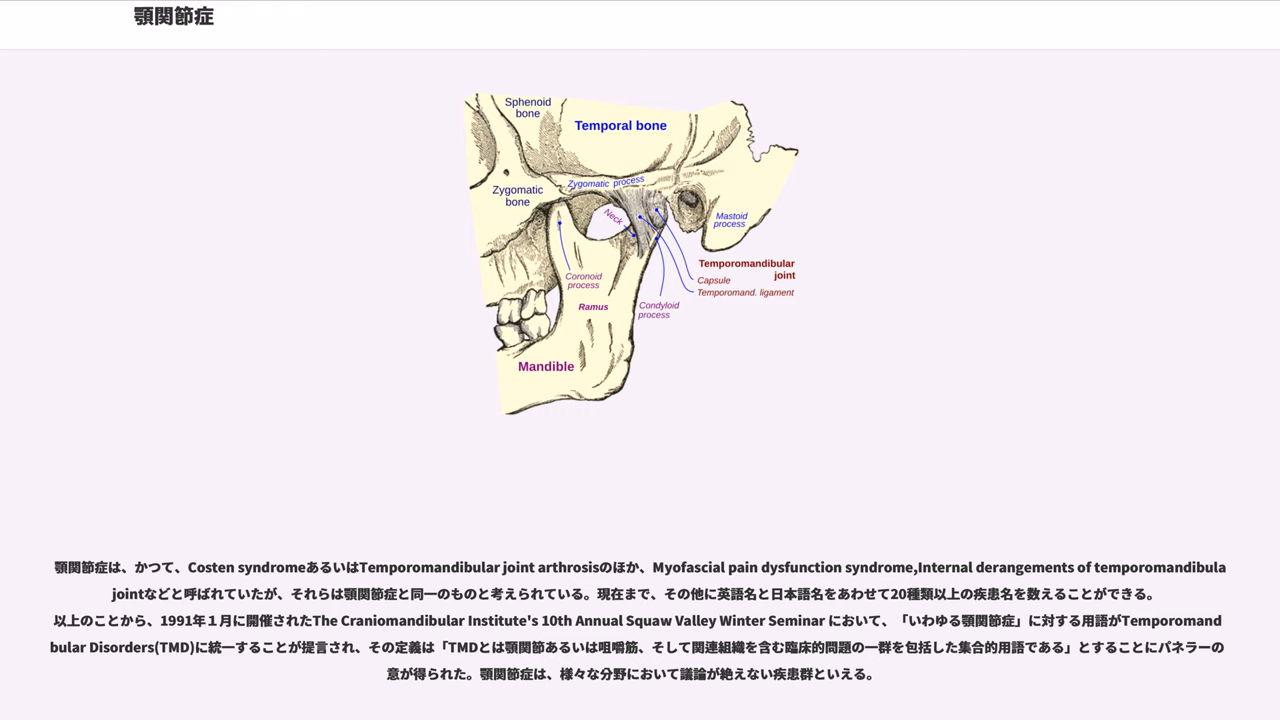 顎関節症
Sphenoid
bone
Temporal bone
Zygomatic process
Zygomatic
bone
Neck
Mastoid
process
Temporomandibular
joint
Capsule
Temporomand. ligament
Coronoid
process
Ramus
Condyloid
process
Mandible
顎関節症は、かつて、Costen syndromeあるいはTemporomandibular joint arthrosisのほか、Myofascial pain dysfunction syndrome,Internal derangements of temporomandibula
jointなどと呼ばれていたが、それらは顎関節症と同一のものと考えられている。現在まで、その他に英語名と日本語名をあわせて20種類以上の疾患名を数えることができる。
以上のことから、1991年１月に開催されたThe Craniomandibular Institute's 10th Annual Squaw Valley Winter Seminar において、「いわゆる顎関節症」に対する用語がTemporomand
bular Disorders(TMD)に統一することが提言され、その定義は「TMDとは顎関節あるいは咀嚼筋、そして関連組織を含む臨床的問題の一群を包括した集合的用語である」とすることにパネラーの
意が得られた。顎関節症は、様々な分野において議論が絶えない疾患群といえる。